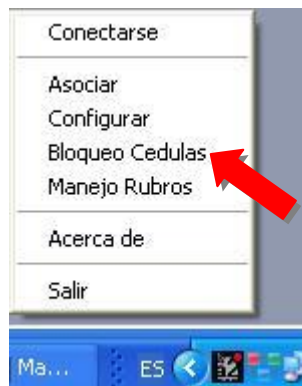 Conectarse
Asociar
Configurar
Bloqueo Cedulas
Manejo Rubros
Acerca de
Salir
Ma... ES